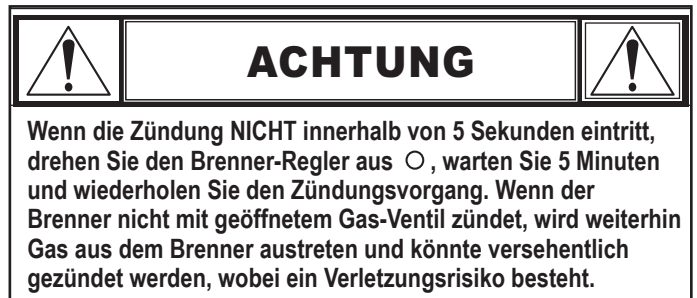 ACHTUNG
Wenn die Zündung NICHT innerhalb von 5 Sekunden eintritt,
drehen Sie den Brenner-Regler aus ○ , warten Sie 5 Minuten
und wiederholen Sie den Zündungsvorgang. Wenn der
Brenner nicht mit geöffnetem Gas-Ventil zündet, wird weiterhin
Gas aus dem Brenner austreten und könnte versehentlich
gezündet werden, wobei ein Verletzungsrisiko besteht.